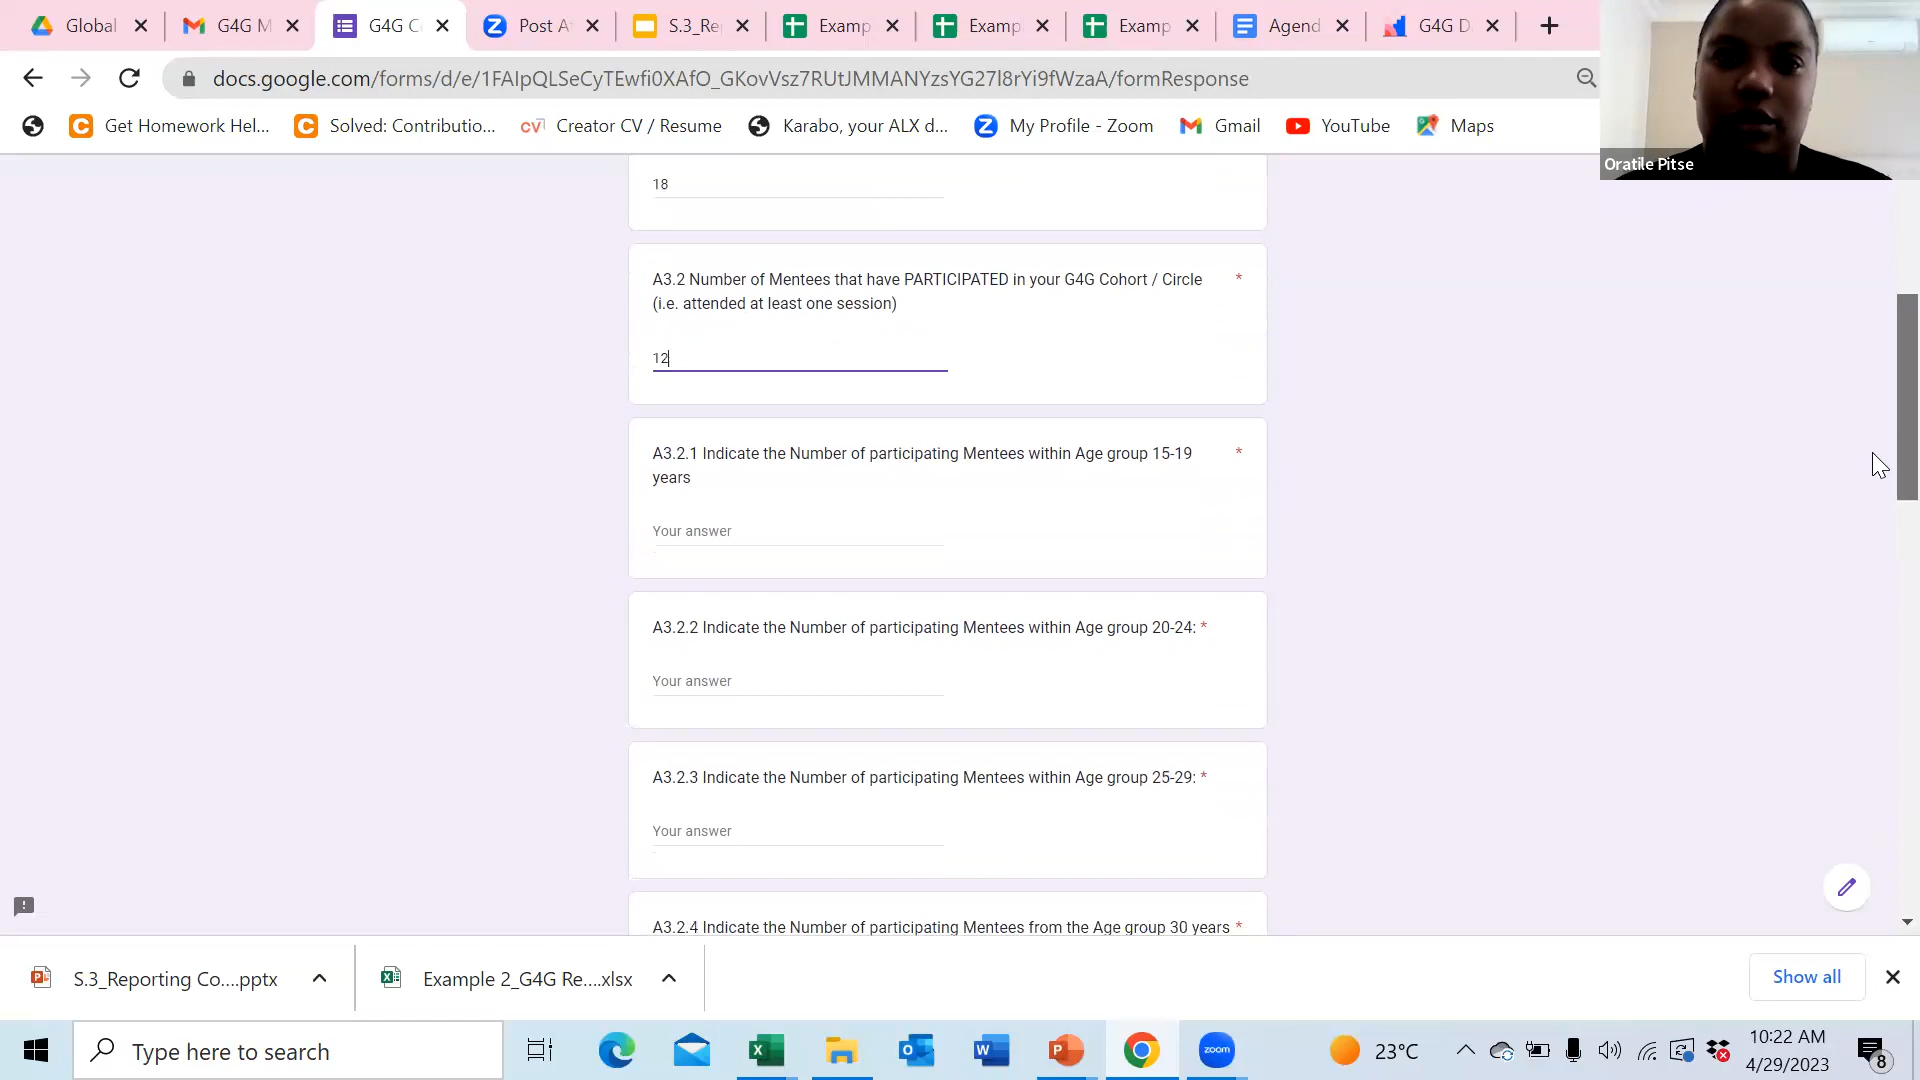 Global
G4G M
G4G C
Post A
S.3_Re
Examp
Examp
Examp
Agend
G4G D
docs.google.com/forms/d/e/1FAIpQLSeCyTEwfi0XAfO_GKovVsz7RUtJMMANYzsYG27l8rYi9fWzaA/formResponse
Get Homework Hel...
Solved: Contributio...
Creator CV / Resume
Karabo, your ALX d...
My Profile - Zoom
Gmail
YouTube
Maps
Oratile Pitse
18
A3.2 Number of Mentees that have PARTICIPATED in your G4G Cohort / Circle *
(i.e. attended at least one session)
12
A3.2.1 Indicate the Number of participating Mentees within Age group 15-19 *
years
Your answer
A3.2.2 Indicate the Number of participating Mentees within Age group 20-24: *
Your answer
A3.2.3 Indicate the Number of participating Mentees within Age group 25-29: *
Your answer
A3.2.4 Indicate the Number of participating Mentees from the Age group 30 years *
S.3_Reporting Co....pptx
Example 2_G4G Re....xlsx
Show all
Type here to search
zoom
23°C
10:22 AM
4/29/2023
8